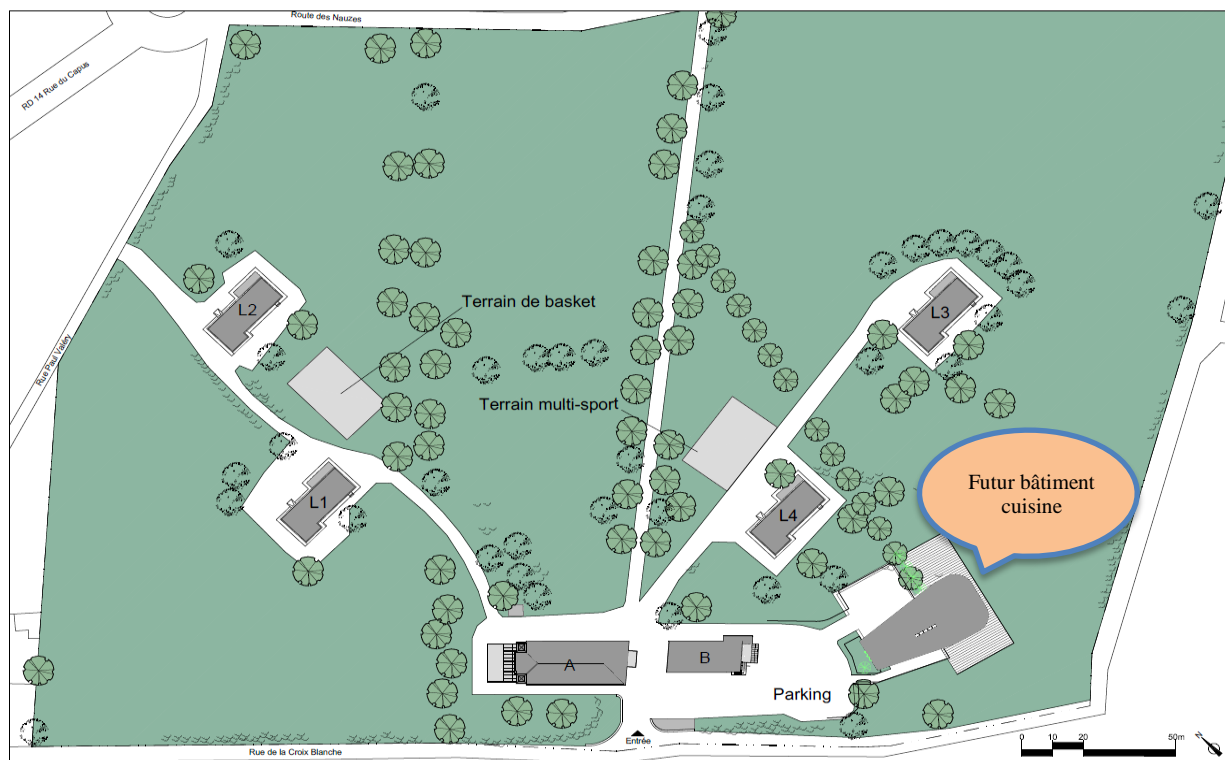 Route des Nauzes
RD 14 Rue du Capus
L2
Terrain de basket
L3
Rue Paul Valéy
Terrain multi-sport
Futur bâtiment
cuisine
L1
L4
A
B
Parking
Entrée
Rue de la Croix Blanche
0 10 20 50m